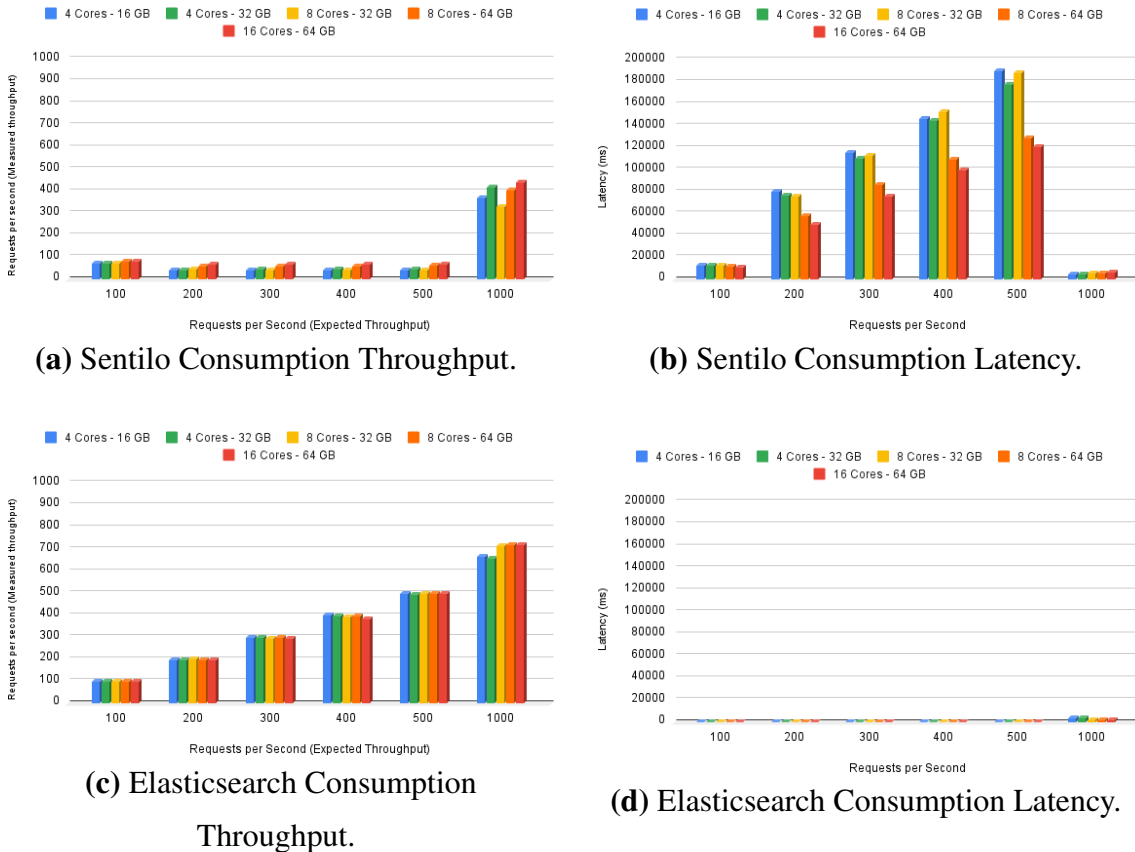 4 Cores - 16 GB 4 Cores - 32 GB 8 Cores - 32 GB 8 Cores - 64 GB
16 Cores - 64 GB
Requests per second (Measured throughput)
1000
900
800
700
600
500
400
300
200
100
0
100 200 300 400 500 1000
Requests per Second (Expected Throughput)
(a) Sentilo Consumption Throughput.
4 Cores - 16 GB 4 Cores - 32 GB 8 Cores - 32 GB 8 Cores - 64 GB
16 Cores - 64 GB
Latency (ms)
200000
180000
160000
140000
120000
100000
80000
60000
40000
20000
0
100 200 300 400 500 1000
Requests per Second
(b) Sentilo Consumption Latency.
4 Cores - 16 GB 4 Cores - 32 GB 8 Cores - 32 GB 8 Cores - 64 GB
16 Cores - 64 GB
Requests per second (Measured throughput)
1000
900
800
700
600
500
400
300
200
100
0
100 200 300 400 500 1000
Requests per Second (Expected Throughput)
(c) Elasticsearch Consumption
Throughput.
4 Cores - 16 GB 4 Cores - 32 GB 8 Cores - 32 GB 8 Cores - 64 GB
16 Cores - 64 GB
Latency (ms)
200000
180000
160000
140000
120000
100000
80000
60000
40000
20000
0
100 200 300 400 500 1000
Requests per Second
(d) Elasticsearch Consumption Latency.